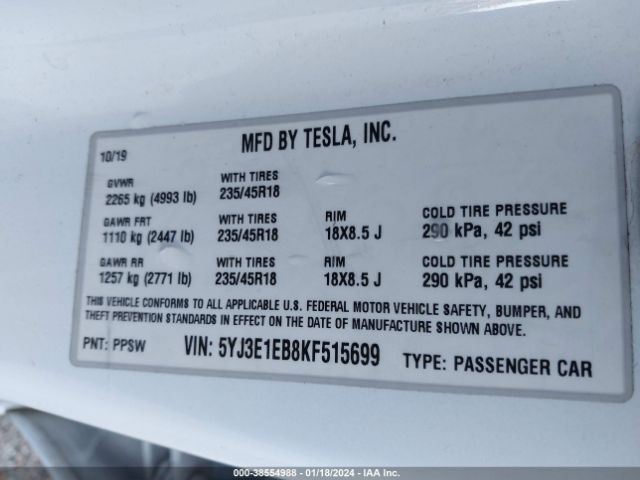 MFD BY TESLA, INC.
10/19
GVWR
2265 kg (4993 lb)
WITH TIRES
235/45R18
GAWR FRT
1110 kg (2447 lb)
WITH TIRES
235/45R18
RIM
18X8.5 J
COLD TIRE PRESSURE
290 kPa, 42 psi
GAWR RR
1257 kg (2771 lb)
WITH TIRES
235/45R18
RIM
18X8.5 J
COLD TIRE PRESSURE
290 kPa, 42 psi
THIS VEHICLE CONFORMS TO ALL APPLICABLE U.S. FEDERAL MOTOR VEHICLE SAFETY, BUMPER, AND
THEFT PREVENTION STANDARDS IN EFFECT ON THE DATE OF MANUFACTURE SHOWN ABOVE.
PNT: PPSW VIN: 5YJ3E1EB8KF515699 TYPE: PASSENGER CAR
000-38554988 - 01/18/2024 - IAA Inc.